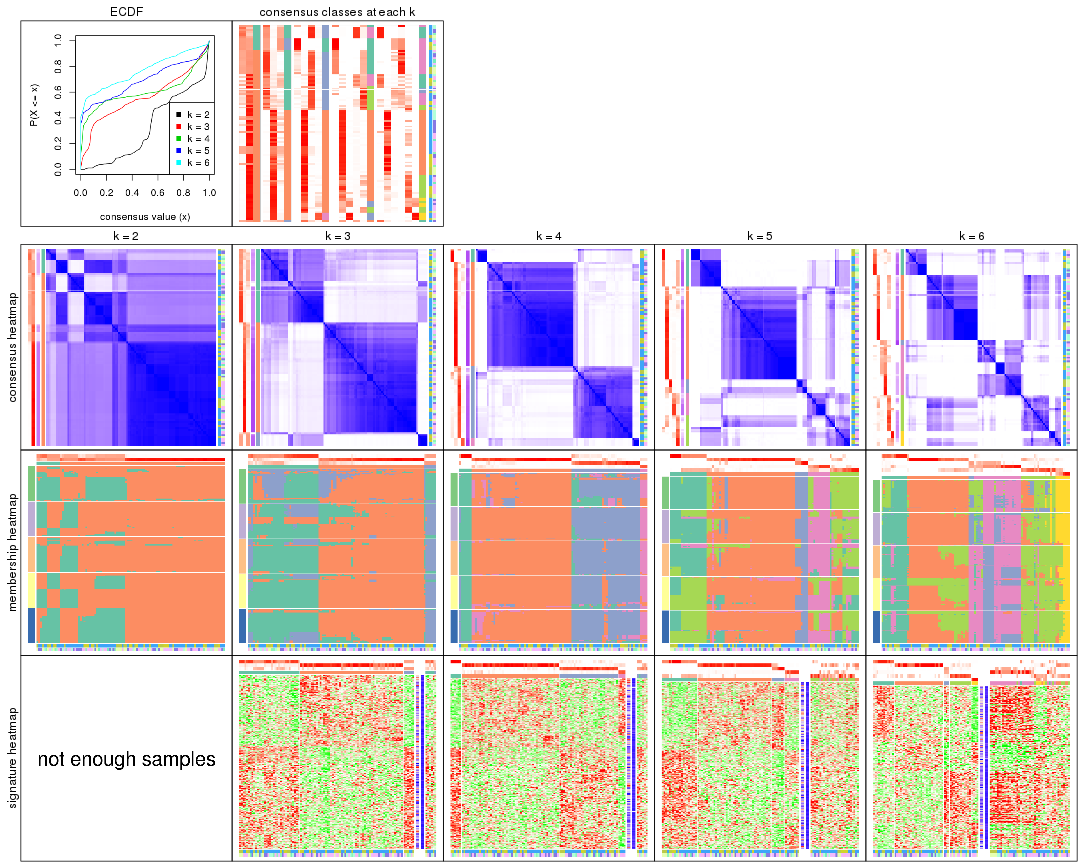 ECDF
consensus classes at each k
P(X <= x)
0.0
0.2
0.4
0.6
0.8
1.0
k = 2
k = 3
k = 4
k = 5
k = 6
0.0 0.2 0.4 0.6 0.8 1.0
consensus value (x)
k = 2
k = 3
k = 4
k = 5
k = 6
consensus heatmap
membership heatmap
signature heatmap
not enough samples